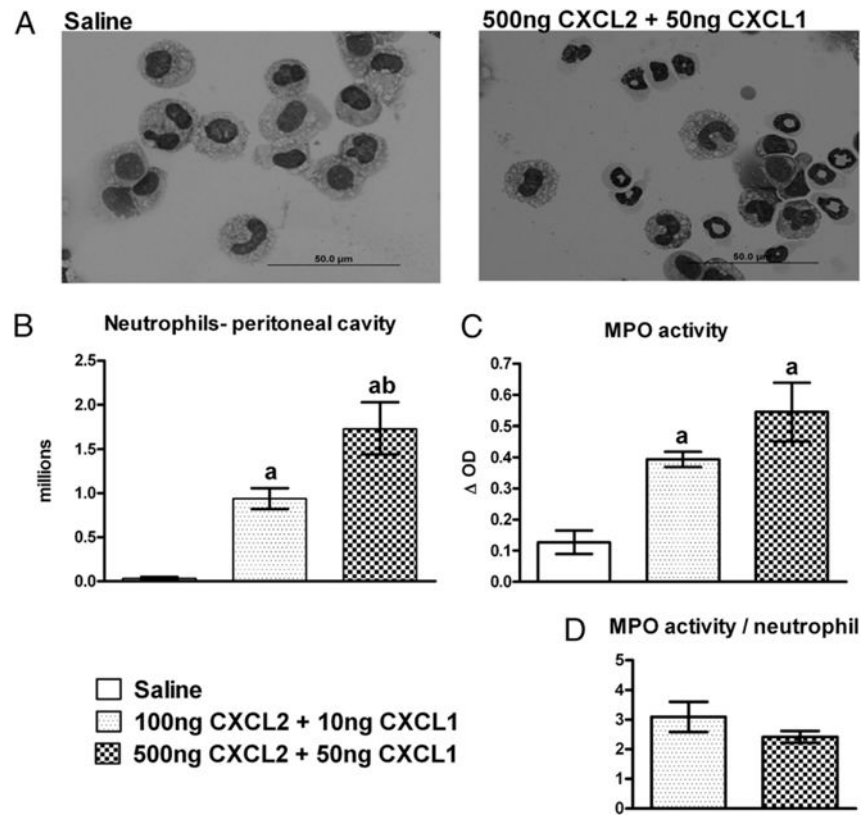 A
Saline
500ng CXCL2 + 50ng CXCL1
50.0 µm
50.0 µm
B
Neutrophils- peritoneal cavity
millions
2.5
2.0
1.5
1.0
0.5
0.0
a
ab
C
MPO activity
Δ OD
0.7
0.6
0.5
0.4
0.3
0.2
0.1
0.0
a
a
D
MPO activity / neutrophil
5
4
3
2
1
0
Saline
100ng CXCL2 + 10ng CXCL1
500ng CXCL2 + 50ng CXCL1